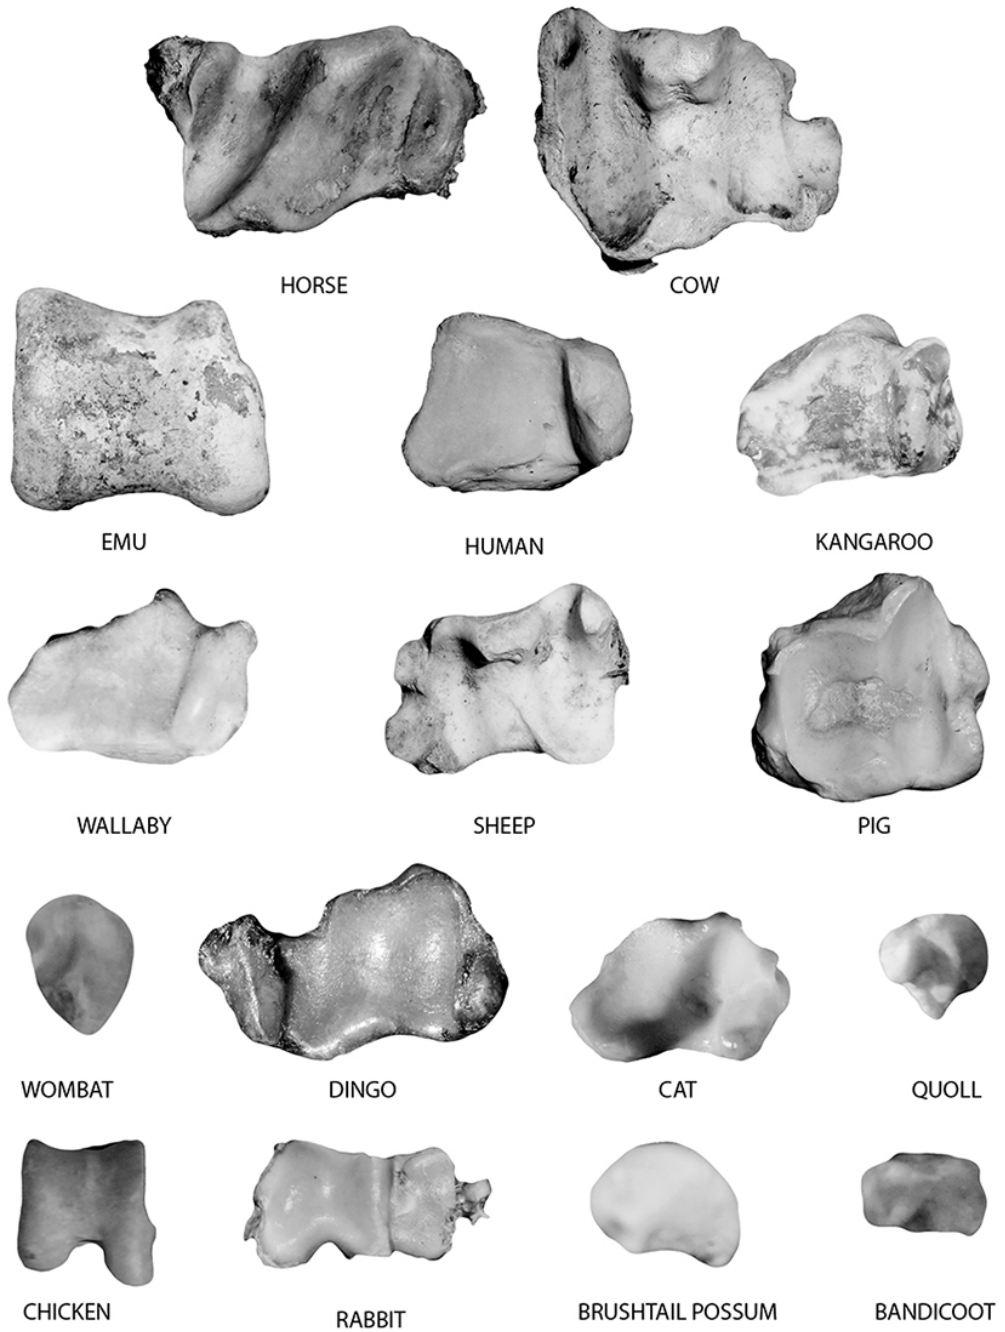 HORSE
COW
EMU
HUMAN
KANGAROO
WALLABY
SHEEP
PIG
WOMBAT
DINGO
CAT
QUOLL
CHICKEN
RABBIT
BRUSHTAIL POSSUM
BANDICOOT